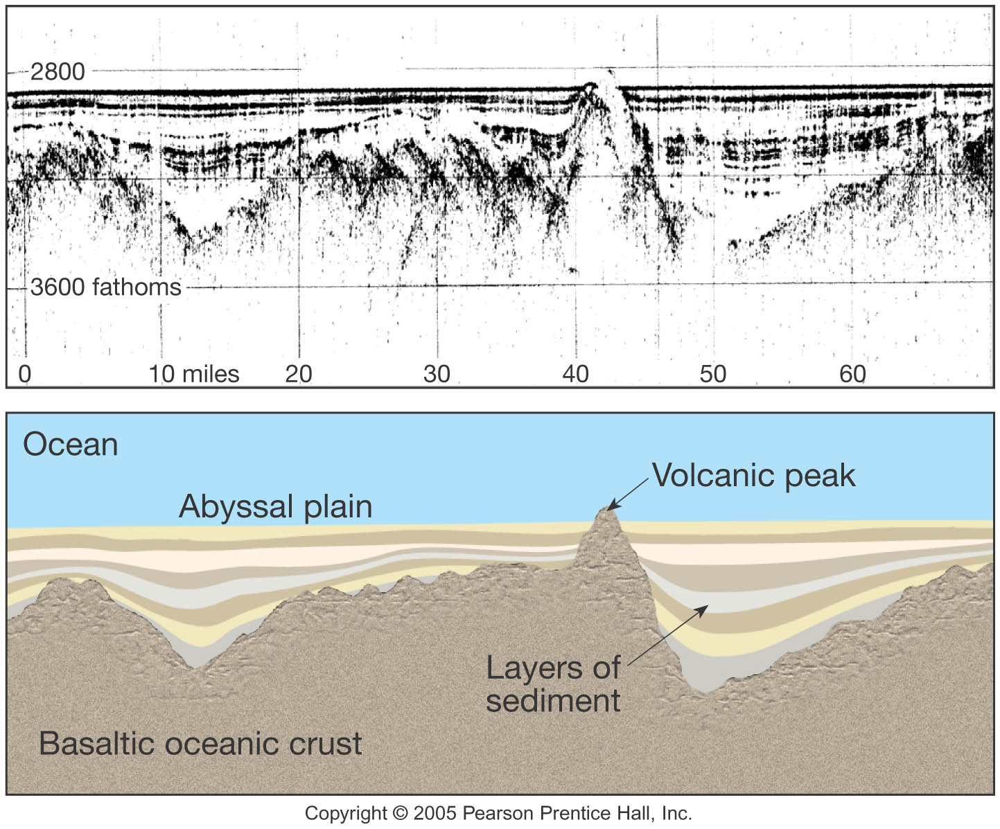 2800
3600 fathoms
0 10 miles 20 30 40 50 60
Ocean
Volcanic peak
Abyssal plain
Layers of
sediment
Basaltic oceanic crust
Copyright © 2005 Pearson Prentice Hall, Inc.